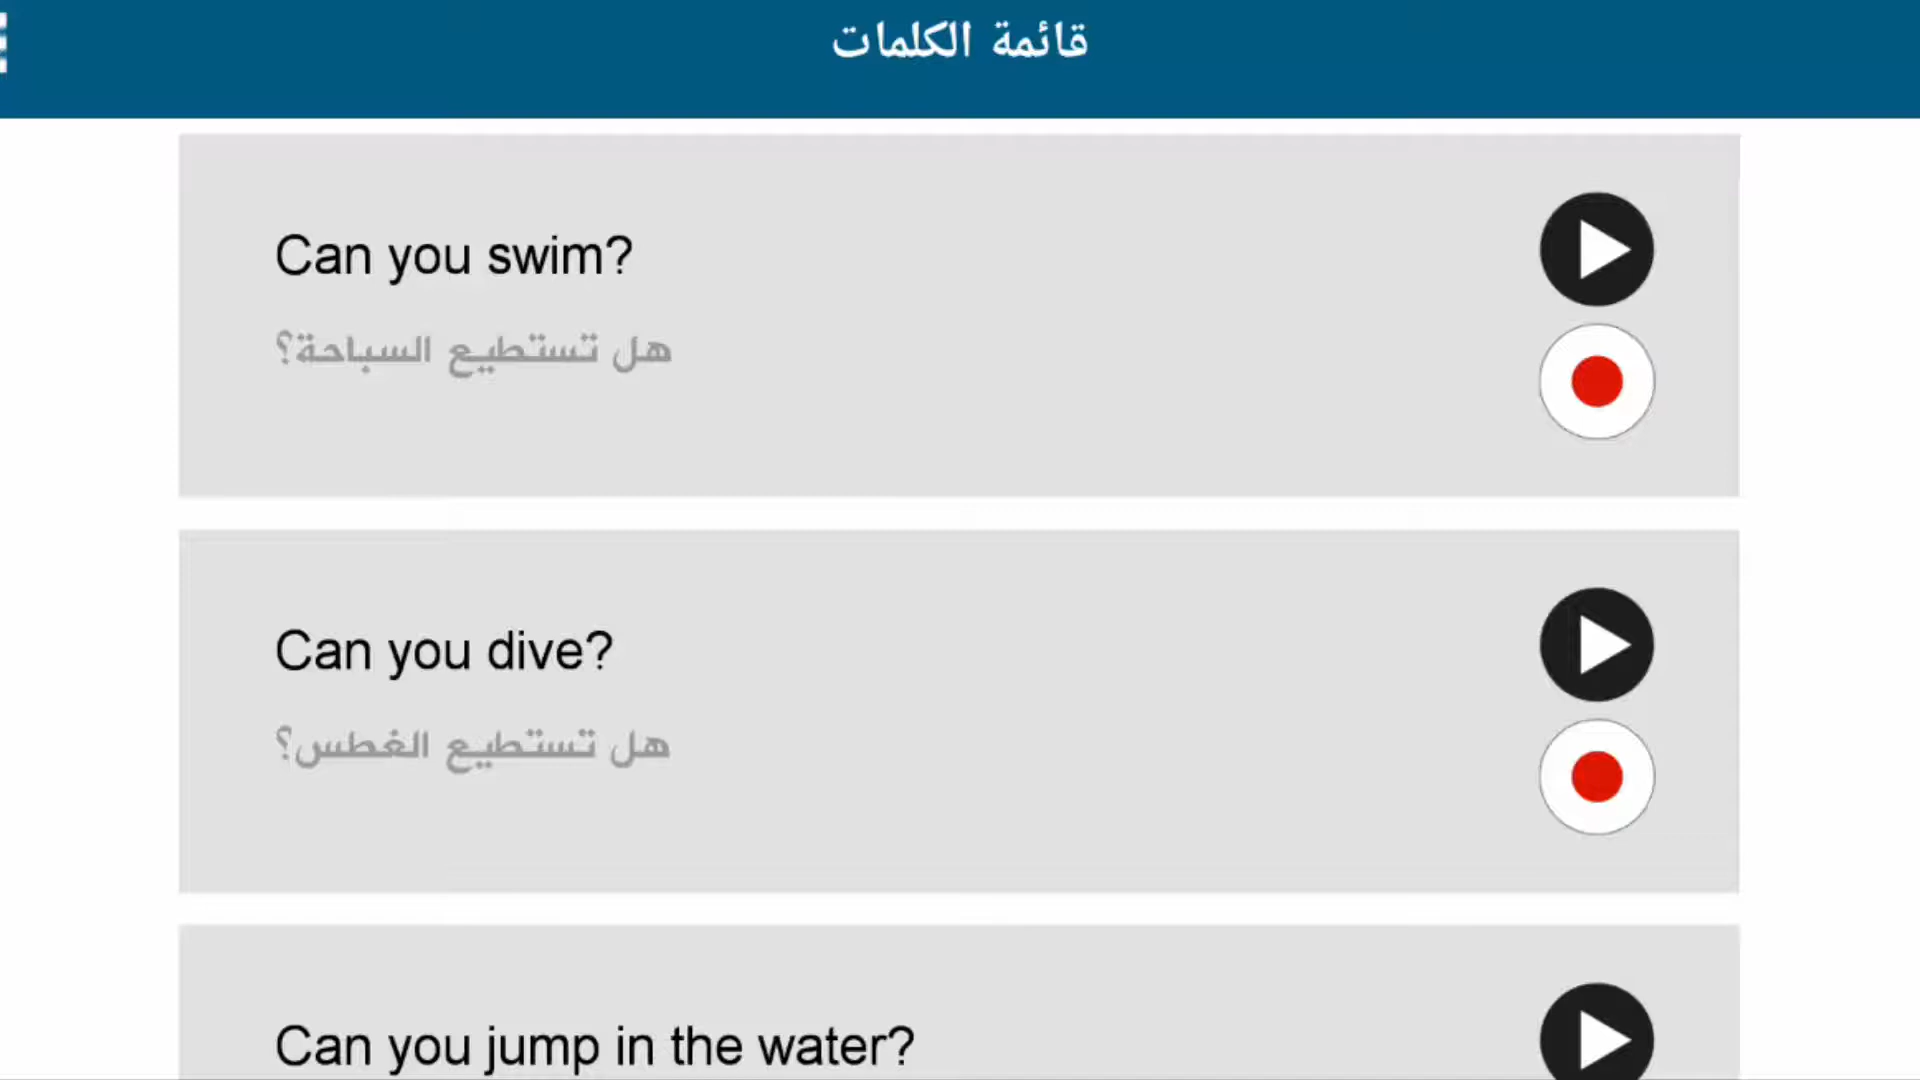 قائمة الكلمات
Can you swim?
هل تستطيع السباحة؟
Can you dive?
هل تستطيع الغطس؟
Can you jump in the water?